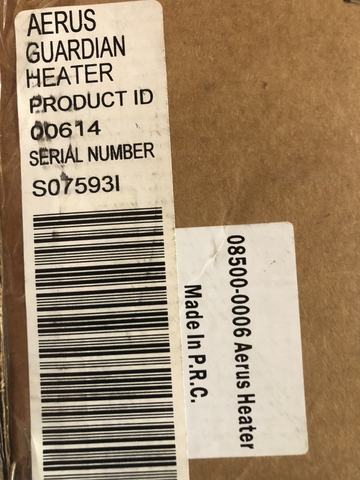 AERUS
GUARDIAN
HEATER
PRODUCT ID
00614
SERIAL NUMBER
S07593I
08500-0006 Aerus Heater
Made In P.R.C.